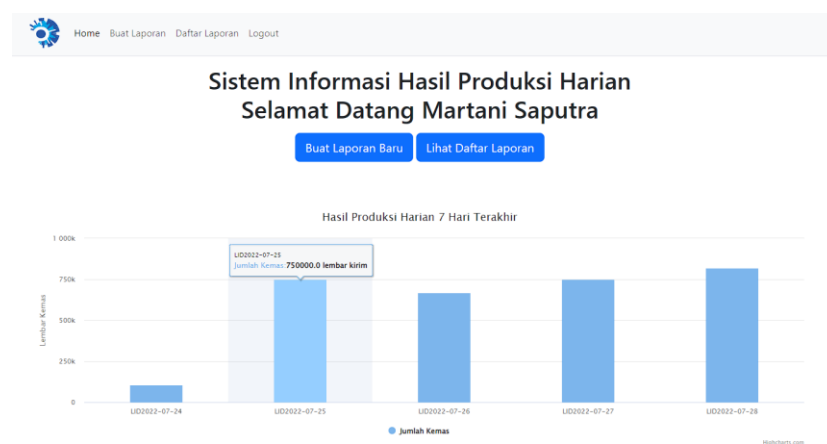 Home Buat Laporan Daftar Laporan Logout
Sistem Informasi Hasil Produksi Harian
Selamat Datang Martani Saputra
Buat Laporan Baru Lihat Daftar Laporan
Hasil Produksi Harian 7 Hari Terakhir
1 000k
LID2022-07-25
Jumlah Kemas: 750000.0 lembar kirim
750k
500k
250k
0
Lembar Kemas
LID2022-07-24 LID2022-07-25 LID2022-07-26 LID2022-07-27 LID2022-07-28
Jumlah Kemas
Highcharts.com